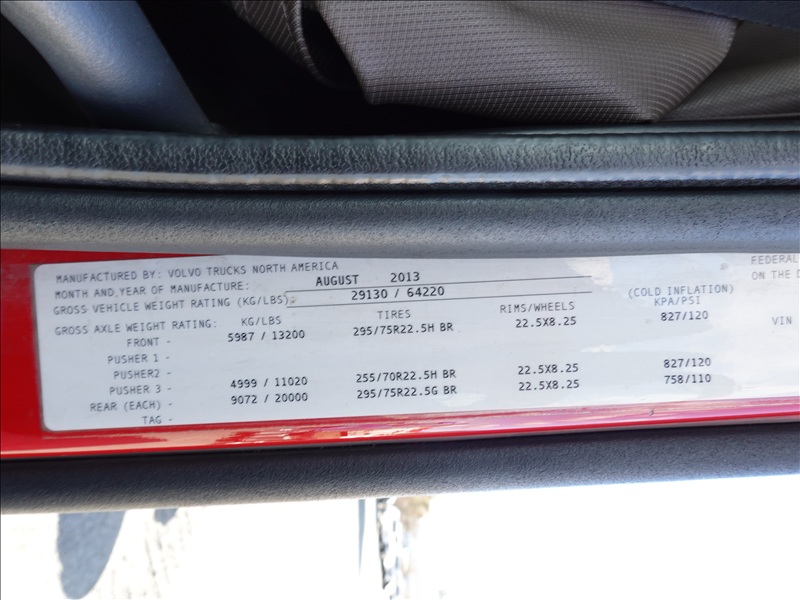 MANUFACTURED BY: VOLVO TRUCKS NORTH AMERICA
MONTH AND YEAR OF MANUFACTURE: AUGUST 2013
GROSS VEHICLE WEIGHT RATING (KG/LBS): 29130 / 64220
GROSS AXLE WEIGHT RATING: KG/LBS TIRES RIMS/WHEELS (COLD INFLATION) KPA/PSI
FRONT - 5987 / 13200 295/75R22.5H BR 22.5X8.25 827/120
PUSHER 1 -
PUSHER2 -
PUSHER 3 - 4999 / 11020 255/70R22.5H BR 22.5X8.25 827/120
REAR (EACH) - 9072 / 20000 295/75R22.5G BR 22.5X8.25 758/110
TAG -
FEDERAL
ON THE D
VIN